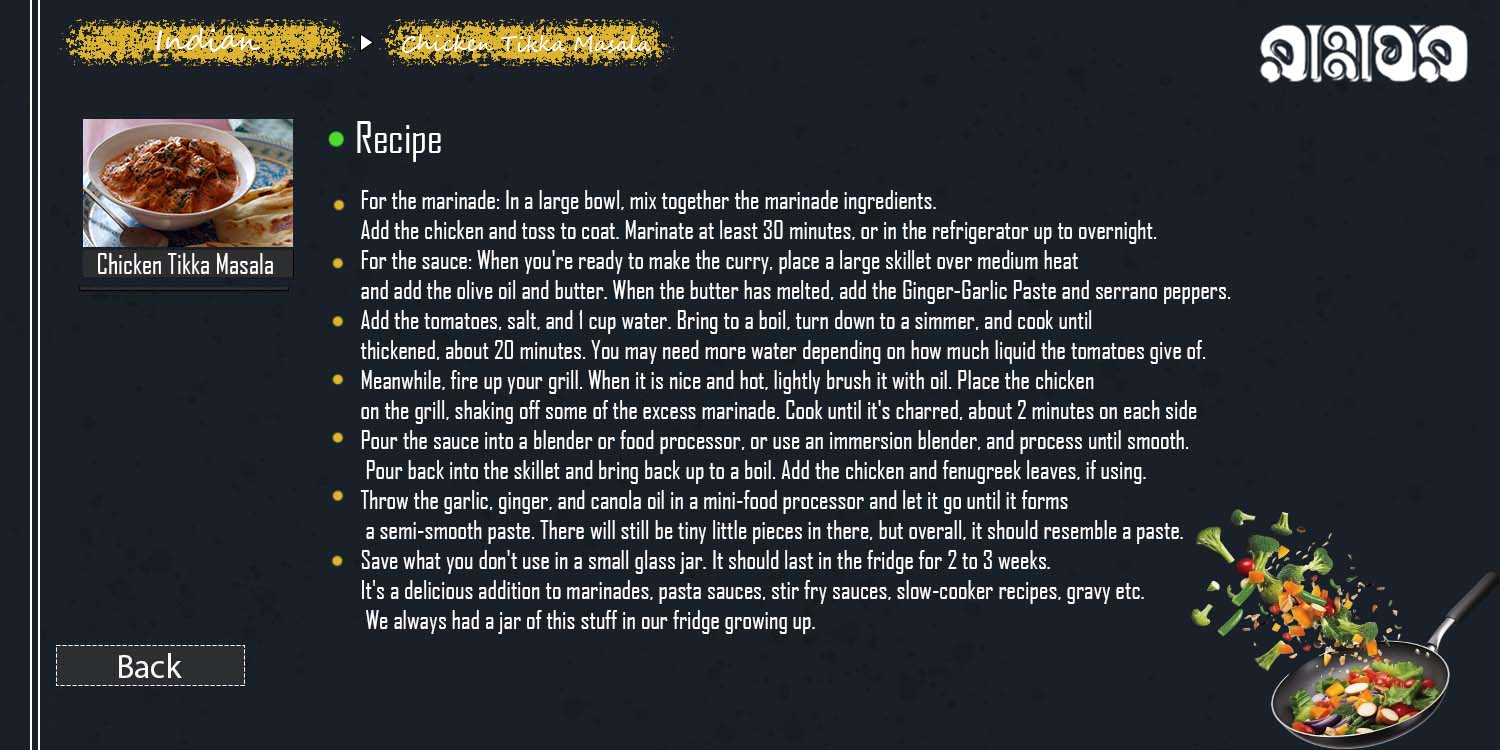 Indian
Chicken Tikka Masala
রান্নাঘর
Chicken Tikka Masala
Recipe
For the marinade: In a large bowl, mix together the marinade ingredients.
Add the chicken and toss to coat. Marinate at least 30 minutes, or in the refrigerator up to overnight.
For the sauce: When you're ready to make the curry, place a large skillet over medium heat
and add the olive oil and butter. When the butter has melted, add the Ginger-Garlic Paste and serrano peppers.
Add the tomatoes, salt, and 1 cup water. Bring to a boil, turn down to a simmer, and cook until
thickened, about 20 minutes. You may need more water depending on how much liquid the tomatoes give of.
Meanwhile, fire up your grill. When it is nice and hot, lightly brush it with oil. Place the chicken
on the grill, shaking off some of the excess marinade. Cook until it's charred, about 2 minutes on each side
Pour the sauce into a blender or food processor, or use an immersion blender, and process until smooth.
Pour back into the skillet and bring back up to a boil. Add the chicken and fenugreek leaves, if using.
Throw the garlic, ginger, and canola oil in a mini-food processor and let it go until it forms
a semi-smooth paste. There will still be tiny little pieces in there, but overall, it should resemble a paste.
Save what you don't use in a small glass jar. It should last in the fridge for 2 to 3 weeks.
It's a delicious addition to marinades, pasta sauces, stir fry sauces, slow-cooker recipes, gravy etc.
We always had a jar of this stuff in our fridge growing up.
Back